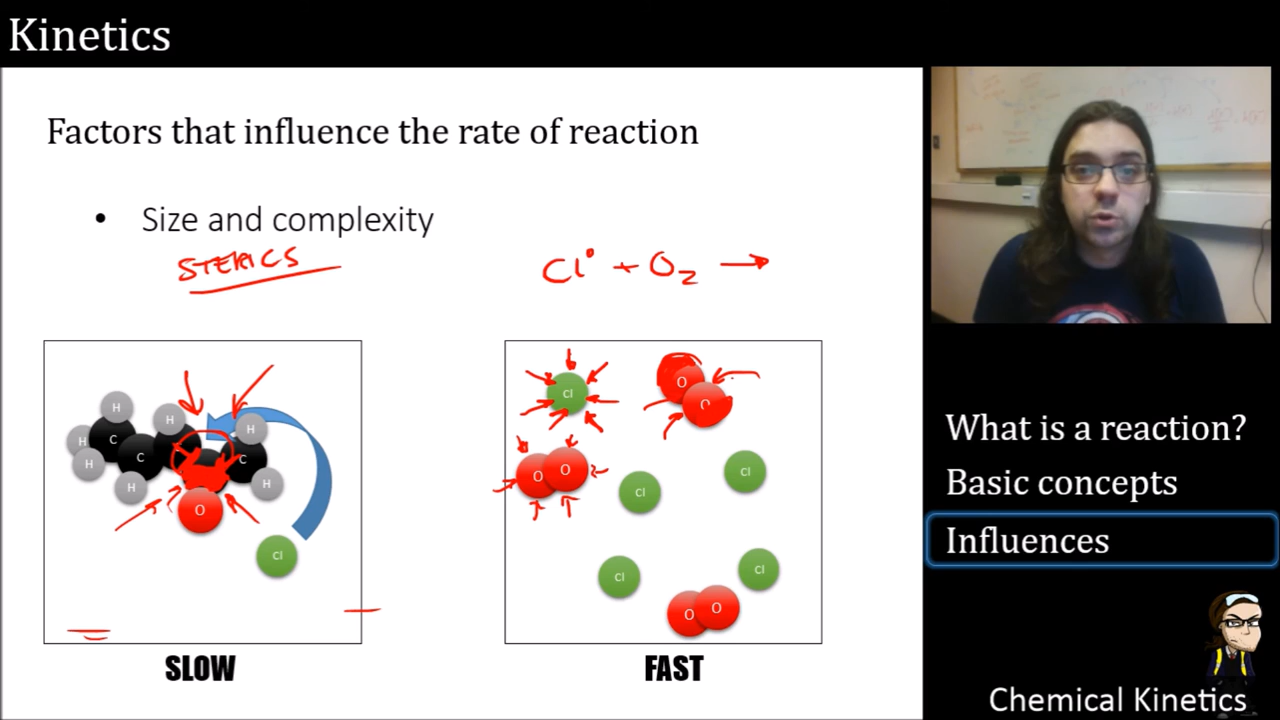 Kinetics
Factors that influence the rate of reaction
• Size and complexity
STERICS
Cl• + O₂ →
H
H
H
H
C
C
C
H
H
H
O
Cl
Cl
O
O
O
O
Cl
Cl
Cl
Cl
O
O
SLOW
FAST
What is a reaction?
Basic concepts
Influences
Chemical Kinetics